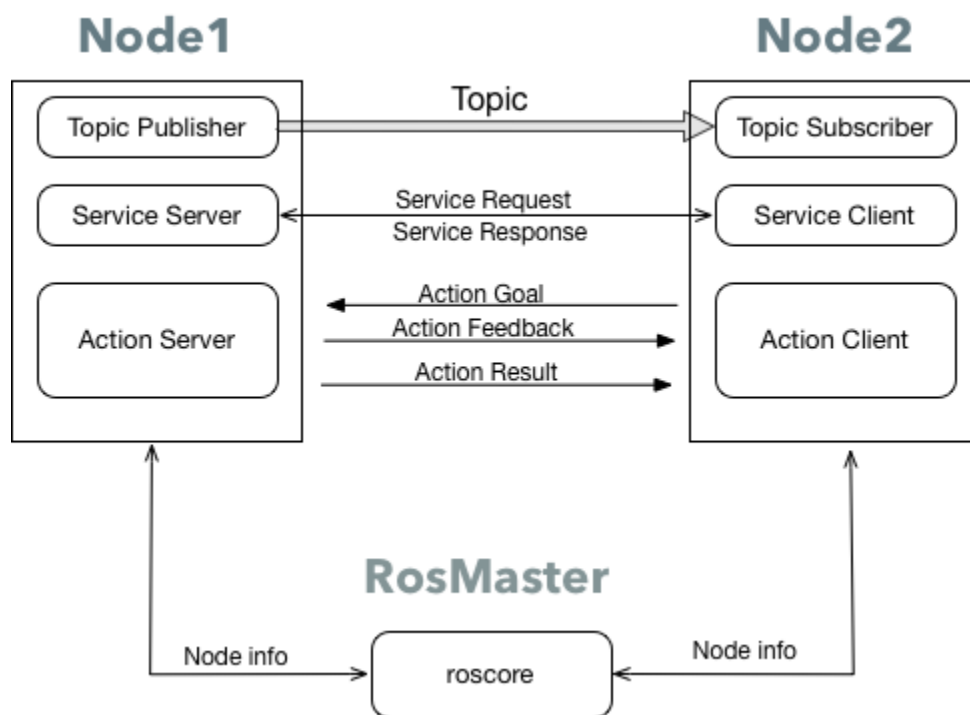 Node1
Node2
Topic
Topic Publisher
Topic Subscriber
Service Request
Service Server
Service Client
Service Response
Action Goal
Action Feedback
Action Server
Action Client
Action Result
RosMaster
Node info
Node info
roscore